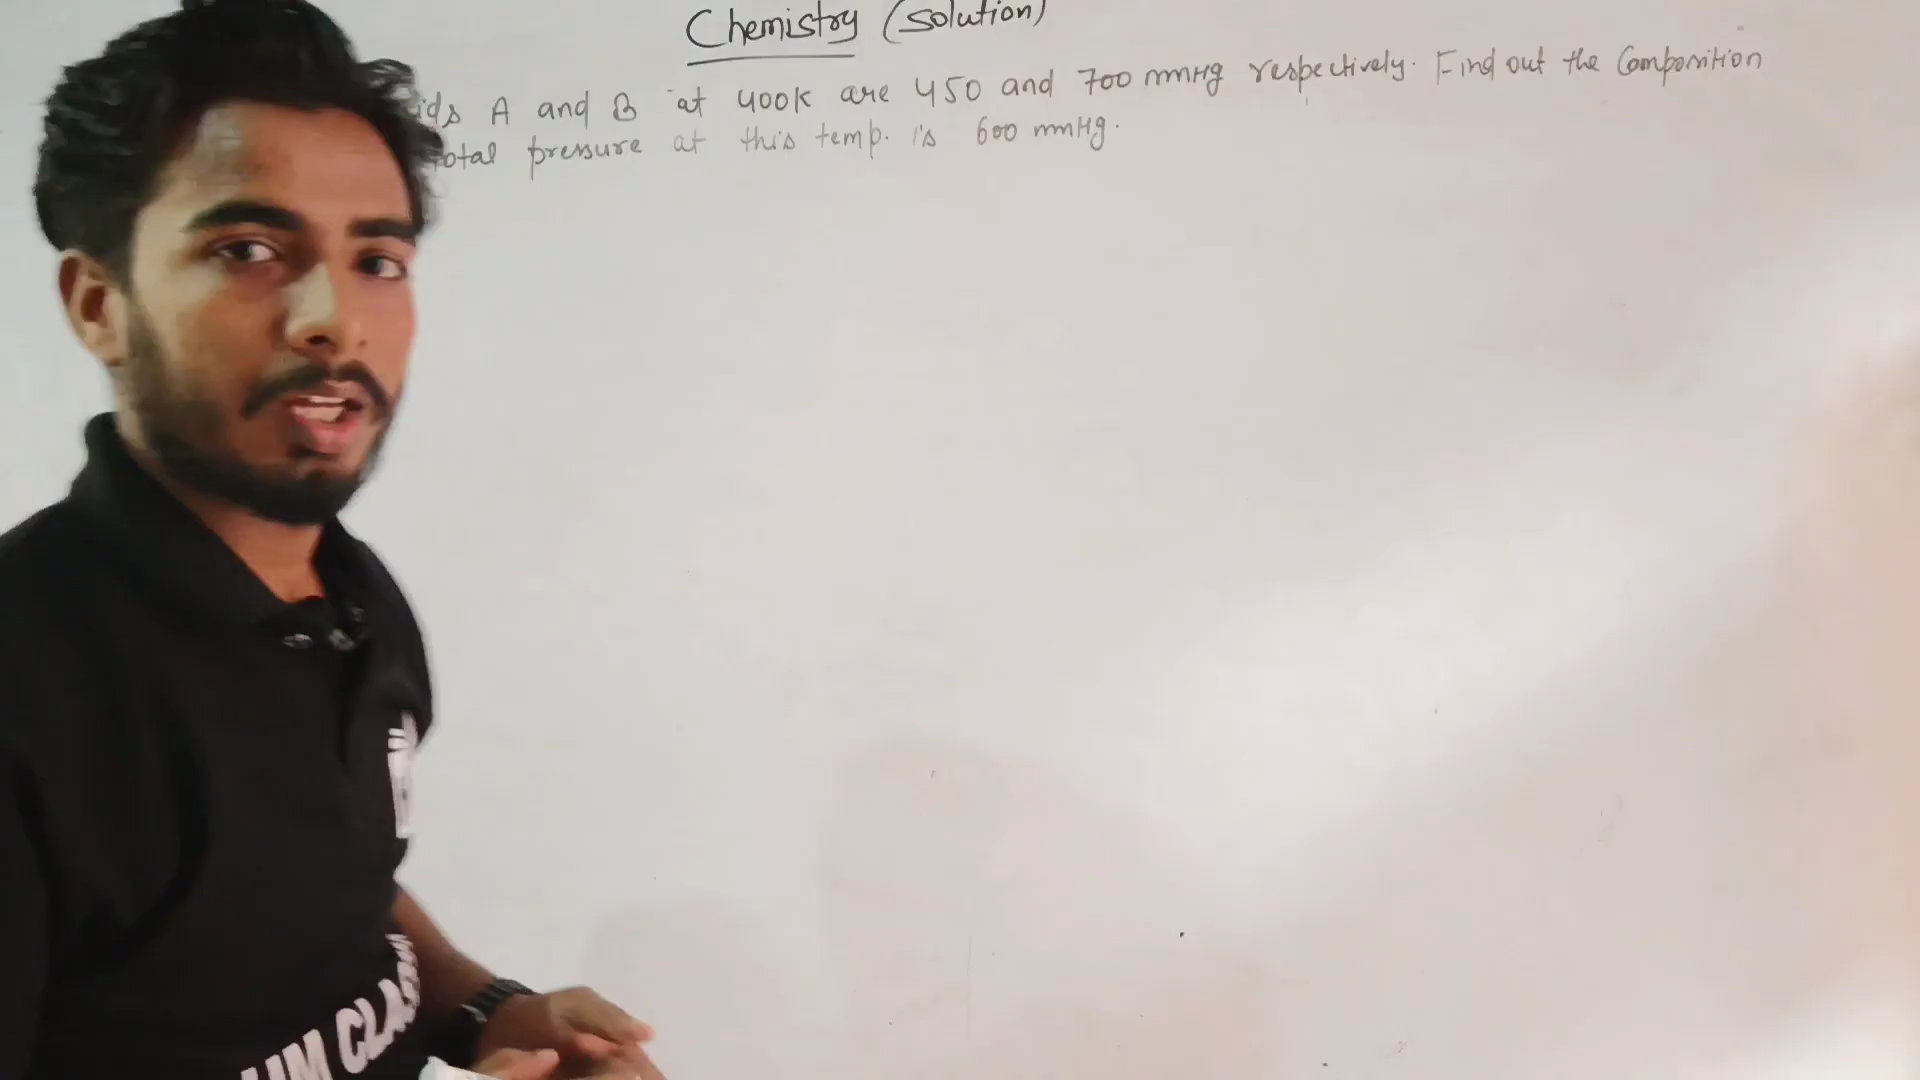 Chemistry (Solution)
A and B at 400K are 450 and 700 mmHg respectively. Find out the Composition
total pressure at this temp. is 600 mmHg.